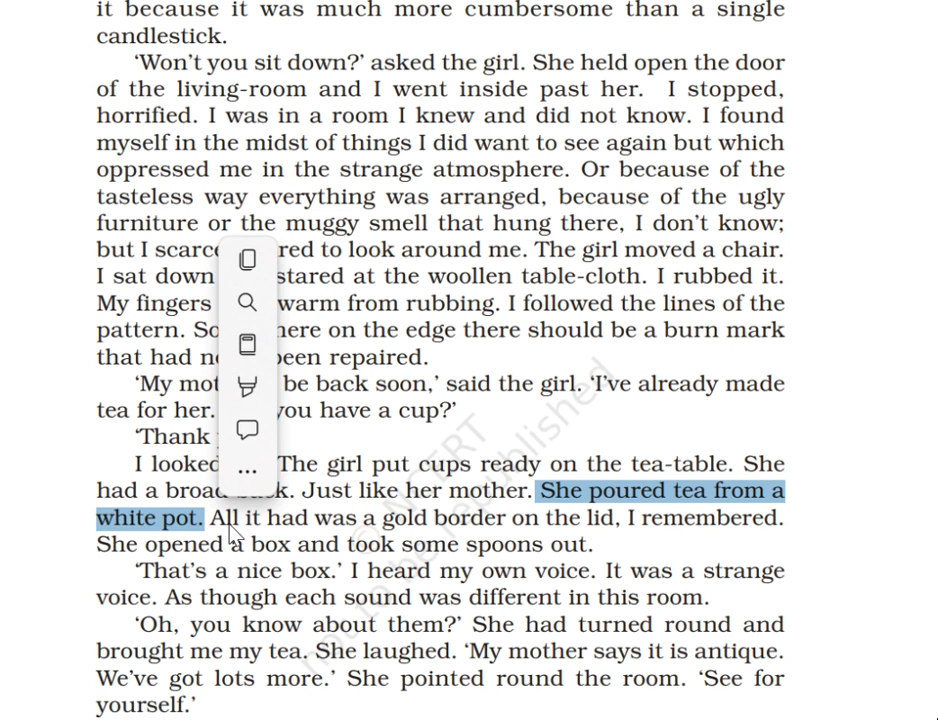 it because it was much more cumbersome than a single
candlestick.
‘Won’t you sit down?’ asked the girl. She held open the door
of the living-room and I went inside past her. I stopped,
horrified. I was in a room I knew and did not know. I found
myself in the midst of things I did want to see again but which
oppressed me in the strange atmosphere. Or because of the
tasteless way everything was arranged, because of the ugly
furniture or the muggy smell that hung there, I don’t know;
but I scarc red to look around me. The girl moved a chair.
I sat down stared at the woollen table-cloth. I rubbed it.
My fingers warm from rubbing. I followed the lines of the
pattern. So here on the edge there should be a burn mark
that had n been repaired.
‘My mot be back soon,’ said the girl. ‘I’ve already made
tea for her. you have a cup?’
‘Thank
I looked The girl put cups ready on the tea-table. She
had a broad back. Just like her mother. She poured tea from a
white pot. All it had was a gold border on the lid, I remembered.
She opened a box and took some spoons out.
‘That’s a nice box.’ I heard my own voice. It was a strange
voice. As though each sound was different in this room.
‘Oh, you know about them?’ She had turned round and
brought me my tea. She laughed. ‘My mother says it is antique.
We’ve got lots more.’ She pointed round the room. ‘See for
yourself.’
© NCERT
not to be republished